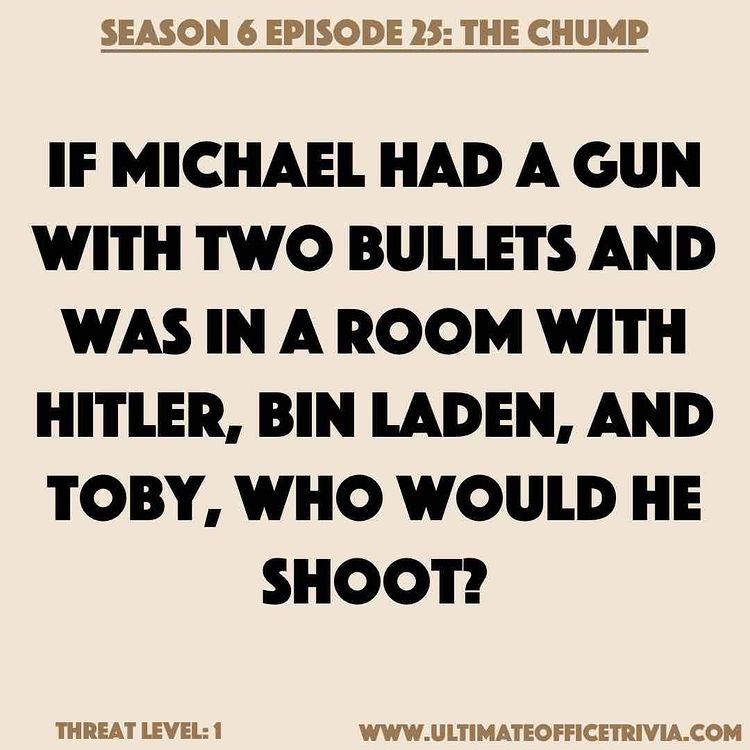 SEASON 6 EPISODE 25: THE CHUMP
IF MICHAEL HAD A GUN
WITH TWO BULLETS AND
WAS IN A ROOM WITH
HITLER, BIN LADEN, AND
TOBY, WHO WOULD HE
SHOOT?
THREAT LEVEL: 1
WWW.ULTIMATEOFFICETRIVIA.COM